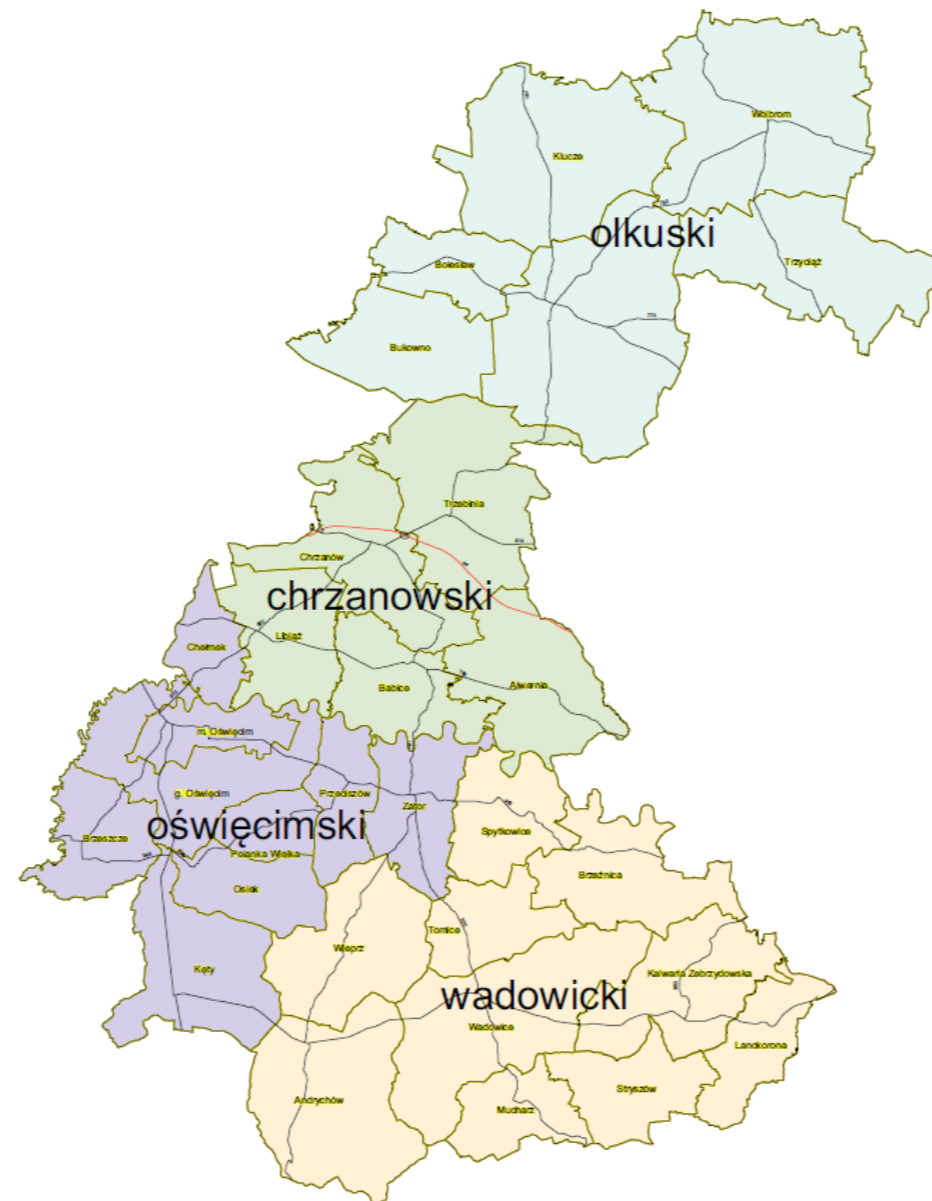 Wolbrom
Klucze
olkuski
Trzyciąż
Bolesław
Bukowno
Trzebinia
Chrzanów
chrzanowski
Libiąż
Chełmek
Babice
Alwernia
m. Oświęcim
g. Oświęcim
Przeciszów
Zator
oświęcimski
Brzeszcze
Spytkowice
Polanka Wielka
Brzeźnica
Osiek
Wieprz
Tomice
Kęty
Kalwaria Zebrzydowska
wadowicki
Wadowice
Landkorona
Stryszów
Andrychów
Mucharz